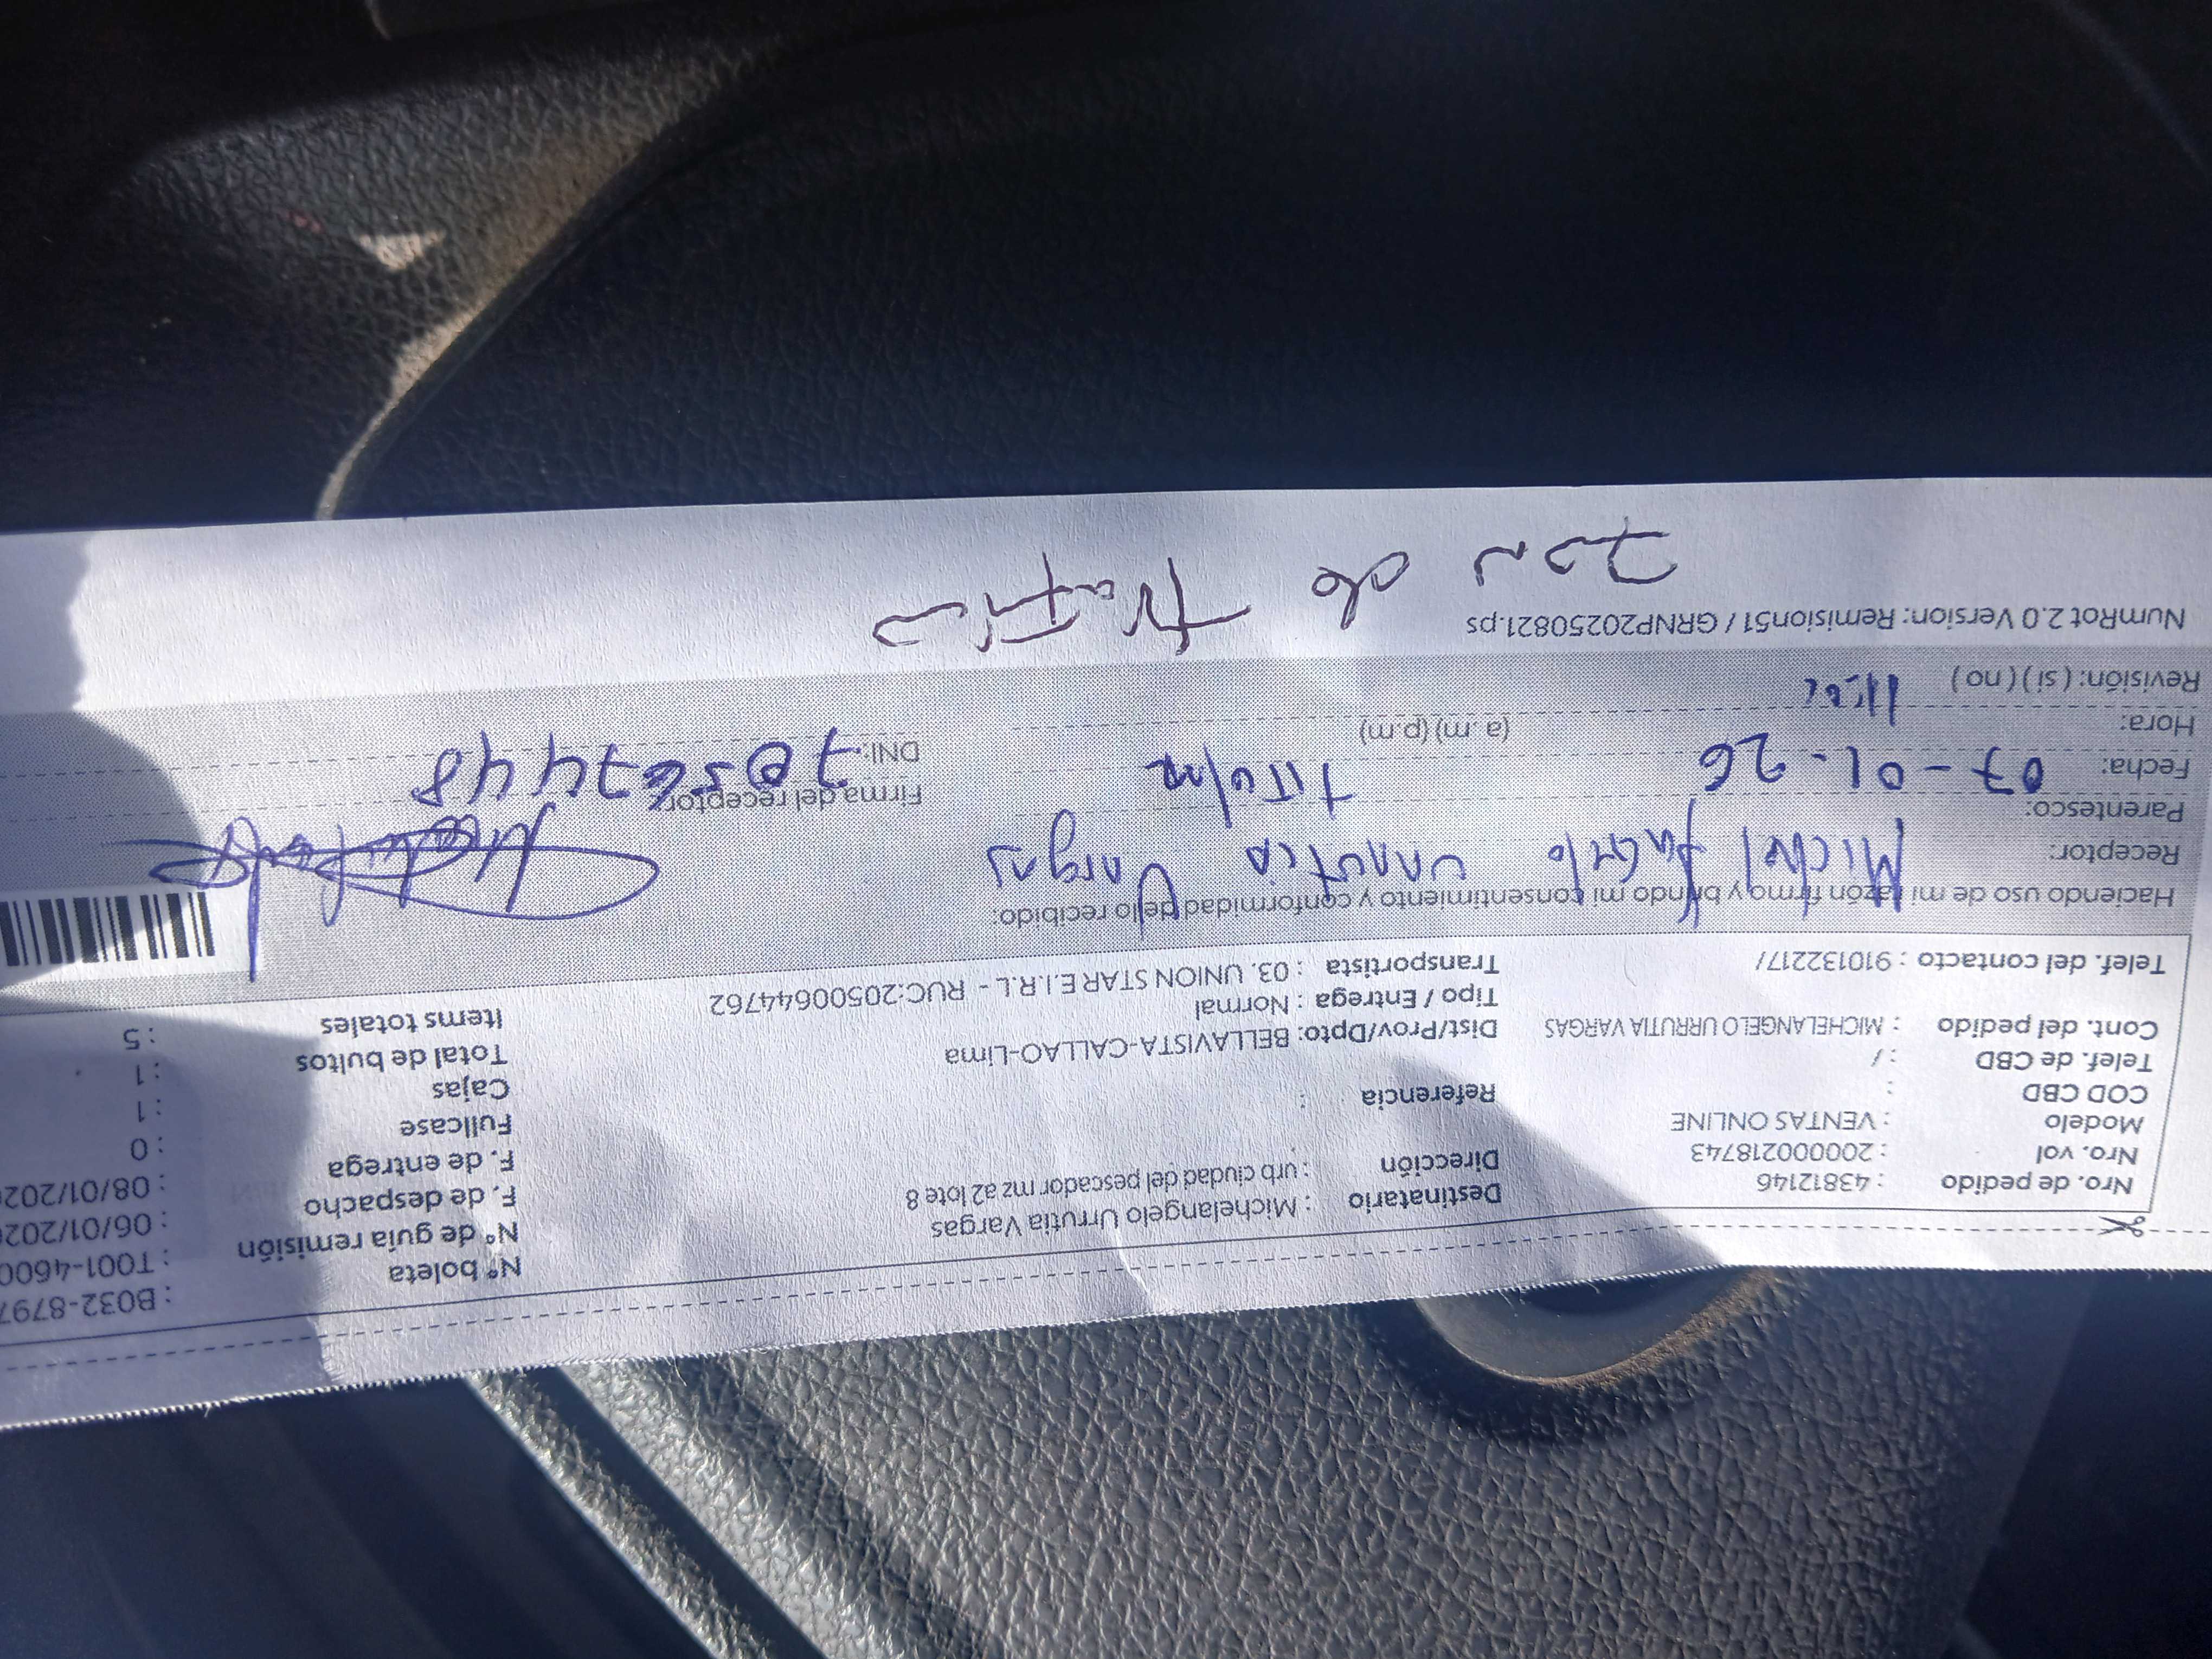 Nº boleta : B032-8797
Nº de guía remisión : T001-4600
F. de despacho : 06/01/202
F. de entrega : 08/01/202
Fullcase : 0
Cajas : 1
Total de bultos : 1
Items totales : 5
Nro. de pedido : 43812146
Nro. vol : 2000000218743
Modelo : VENTAS ONLINE
COD CBD :
Telef. de CBD : /
Cont. del pedido : MICHELANGELO URRUTIA VARGAS
Telef. del contacto : 910132217/
Destinatario : Michelangelo Urrutia Vargas
Dirección : urb ciudad del pescador mz a2 lote 8
Referencia :
Dist/Prov/Dpto: BELLAVISTA-CALLAO-Lima
Tipo / Entrega : Normal
Transportista : 03. UNION STAR E.I.R.L - RUC:20500644762
Haciendo uso de mi razón firmo y brindo mi consentimiento y conformidad de lo recibido:
Receptor: Urrutia Vargas
Parentesco: Titular
Firma del receptor
Fecha: 07-01-26
DNI: 70567448
Hora: (a. m) (p.m)
Revisión: ( si ) ( no )
NumRot 2.0 Version: Remision51 / GRNP20250821.ps